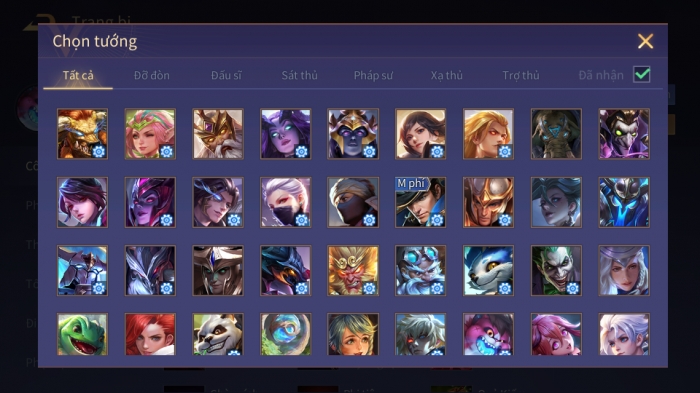 Trang bị
Chọn tướng
Tất cả
Đỡ đòn
Đấu sĩ
Sát thủ
Pháp sư
Xạ thủ
Trợ thủ
Đã nhận
M phí